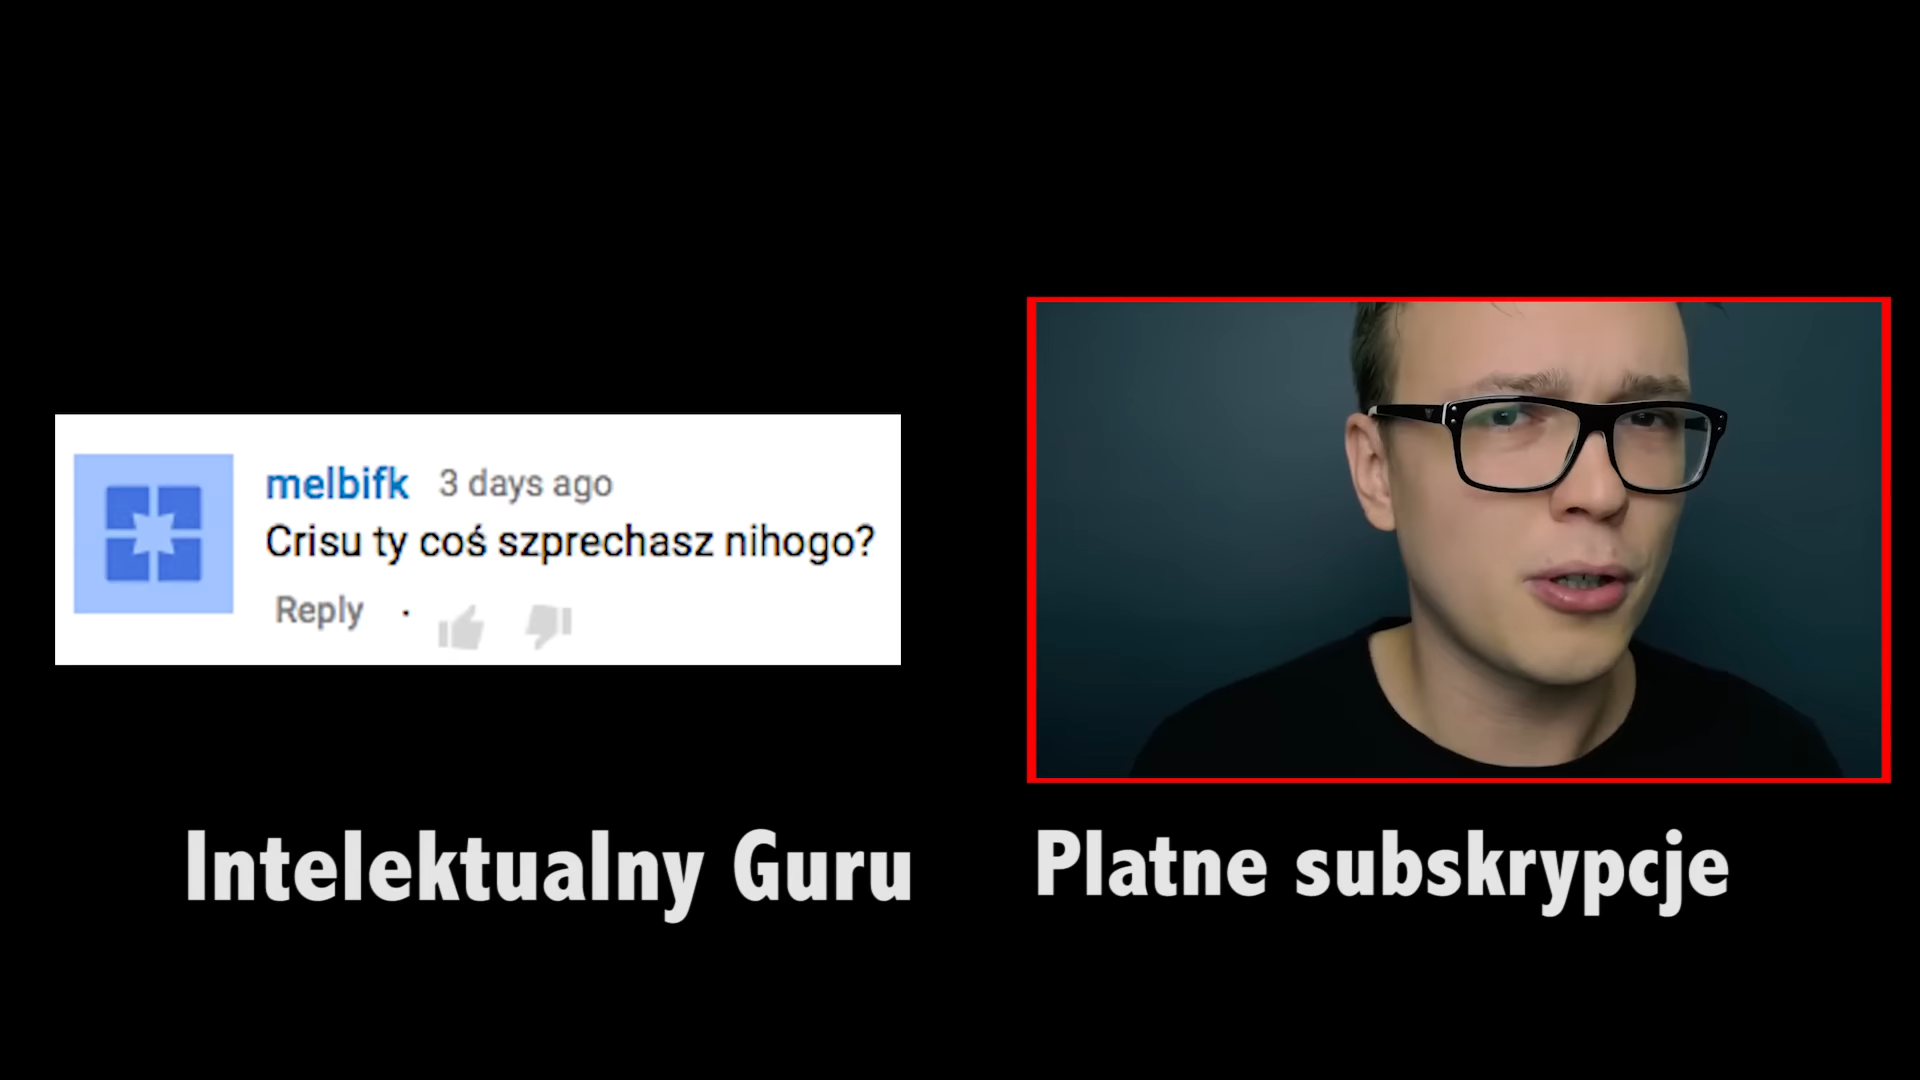 melbifk 3 days ago
Crisu ty coś szprechasz nihogo?
Reply ·
Intelektualny Guru
Platne subskrypcje